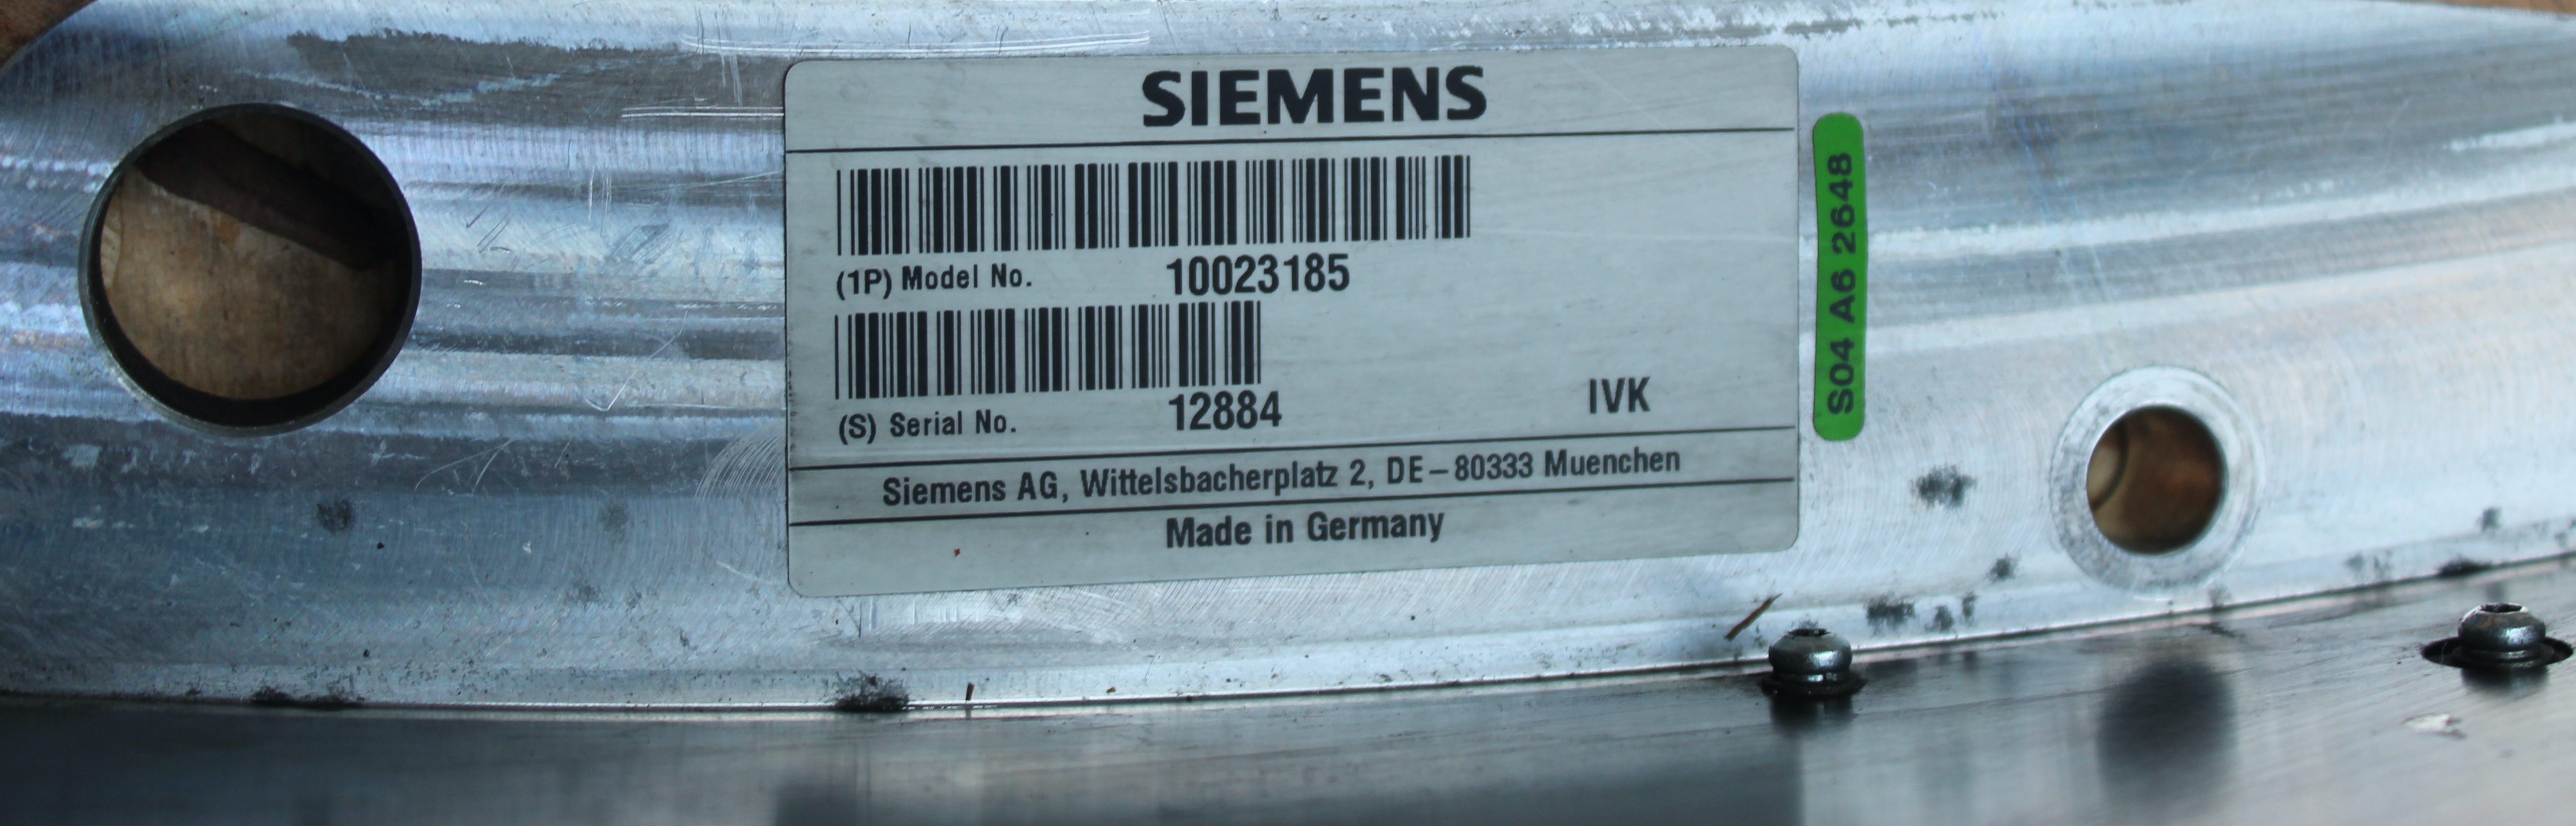 SIEMENS
(1P) Model No. 10023185
(S) Serial No. 12884 IVK
Siemens AG, Wittelsbacherplatz 2, DE-80333 Muenchen
Made in Germany
S04 A6 2648